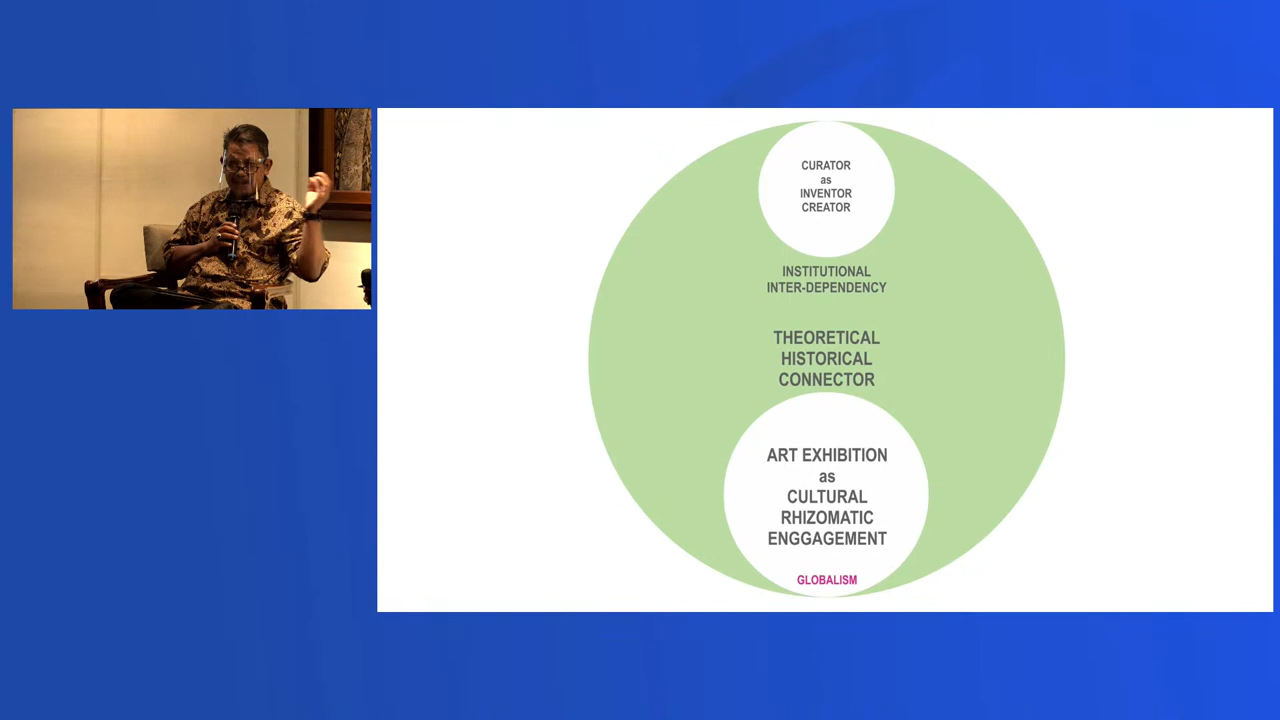 CURATOR
as
INVENTOR
CREATOR
INSTITUTIONAL
INTER-DEPENDENCY
THEORETICAL
HISTORICAL
CONNECTOR
ART EXHIBITION
as
CULTURAL
RHIZOMATIC
ENGGAGEMENT
GLOBALISM